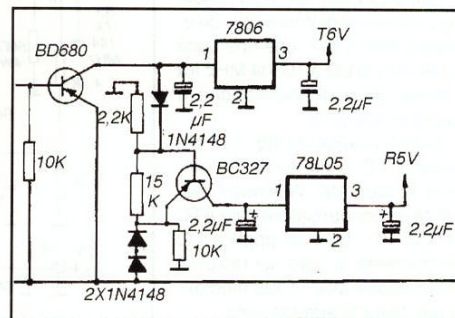 7806
BD680
1
3
T6V
2
2,2
µF
2,2µF
2,2K
1N4148
10K
BC327
78L05
R5V
15
K
1
3
2,2µF
+
+
2
10K
2,2µF
2X1N4148